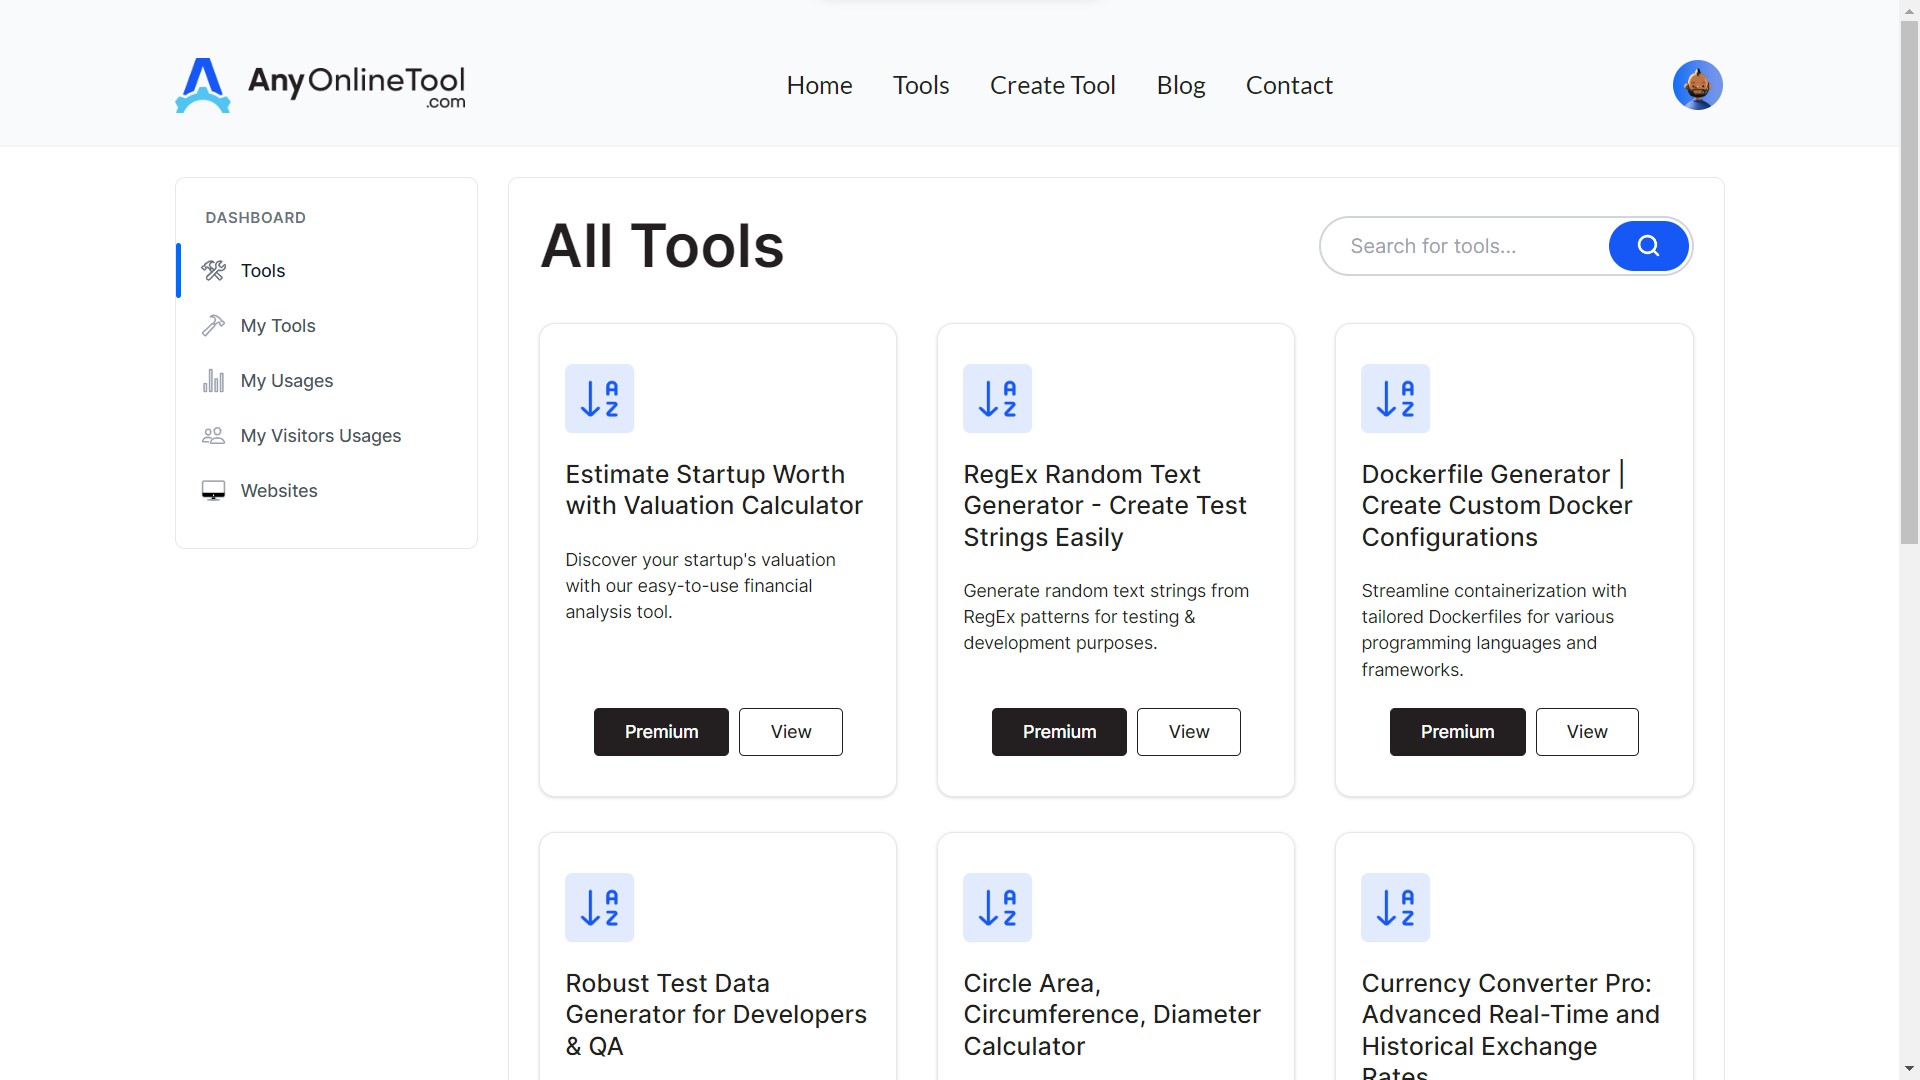 AnyOnlineTool
.com
Home
Tools
Create Tool
Blog
Contact
DASHBOARD
Tools
My Tools
My Usages
My Visitors Usages
Websites
All Tools
Search for tools...
A
Z
Estimate Startup Worth
with Valuation Calculator
Discover your startup's valuation
with our easy-to-use financial
analysis tool.
Premium
View
A
Z
RegEx Random Text
Generator - Create Test
Strings Easily
Generate random text strings from
RegEx patterns for testing &
development purposes.
Premium
View
A
Z
Dockerfile Generator |
Create Custom Docker
Configurations
Streamline containerization with
tailored Dockerfiles for various
programming languages and
frameworks.
Premium
View
A
Z
Robust Test Data
Generator for Developers
& QA
A
Z
Circle Area,
Circumference, Diameter
Calculator
A
Z
Currency Converter Pro:
Advanced Real-Time and
Historical Exchange
Rates